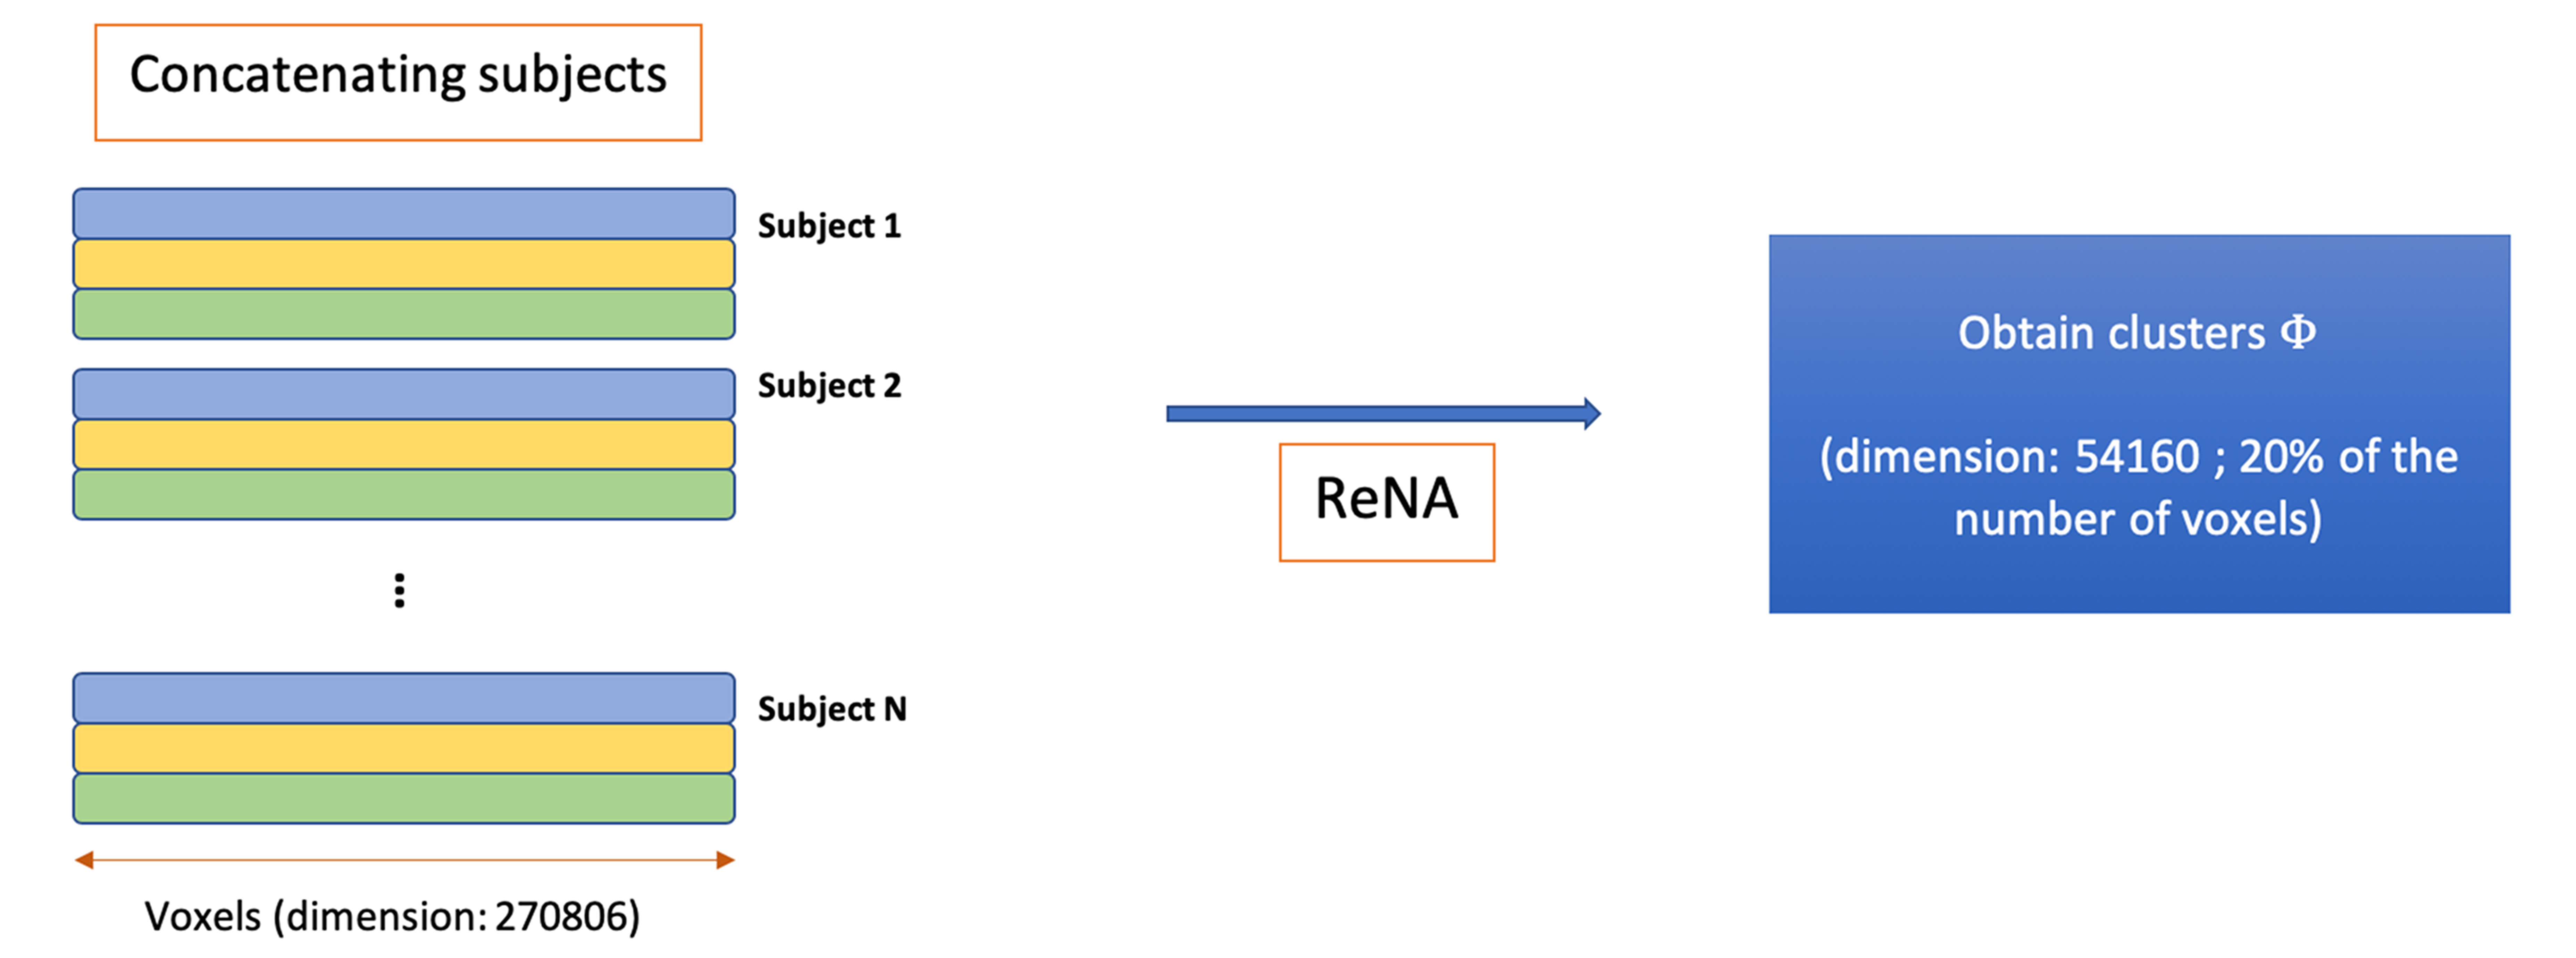 Concatenating subjects
Subject 1
Subject 2
Subject N
Voxels (dimension: 270806)
ReNA
Obtain clusters Φ
(dimension: 54160 ; 20% of the
number of voxels)